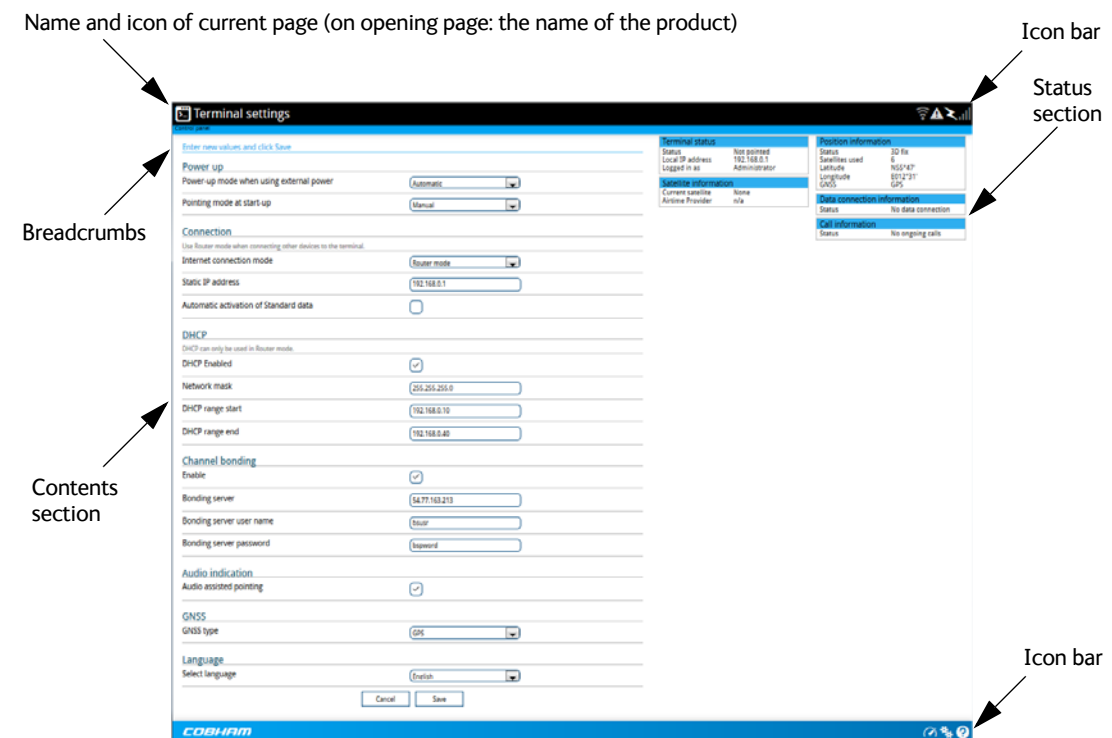 Name and icon of current page (on opening page: the name of the product)
Icon bar
Status
section
Terminal settings
Control panel
Enter new values and click Save
Power up
Power-up mode when using external power Automatic
Pointing mode at start-up Manual
Connection
Use Router mode when connecting other devices to the terminal.
Internet connection mode Router mode
Static IP address 192.168.0.1
Automatic activation of Standard data
DHCP
DHCP can only be used in Router mode.
DHCP Enabled
Network mask 255.255.255.0
DHCP range start 192.168.0.10
DHCP range end 192.168.0.40
Channel bonding
Enable
Bonding server 54.77.163.213
Bonding server user name bsusr
Bonding server password bspword
Audio indication
Audio assisted pointing
GNSS
GNSS type GPS
Language
Select language English
Cancel Save
Terminal status
Status Not pointed
Local IP address 192.168.0.1
Logged in as Administrator
Satellite information
Current satellite None
Airtime Provider n/a
Position information
Status 3D fix
Satellites used 6
Latitude N55°47'
Longitude E012°31'
GNSS GPS
Data connection information
Status No data connection
Call information
Status No ongoing calls
Breadcrumbs
Contents
section
Icon bar
COBHAM